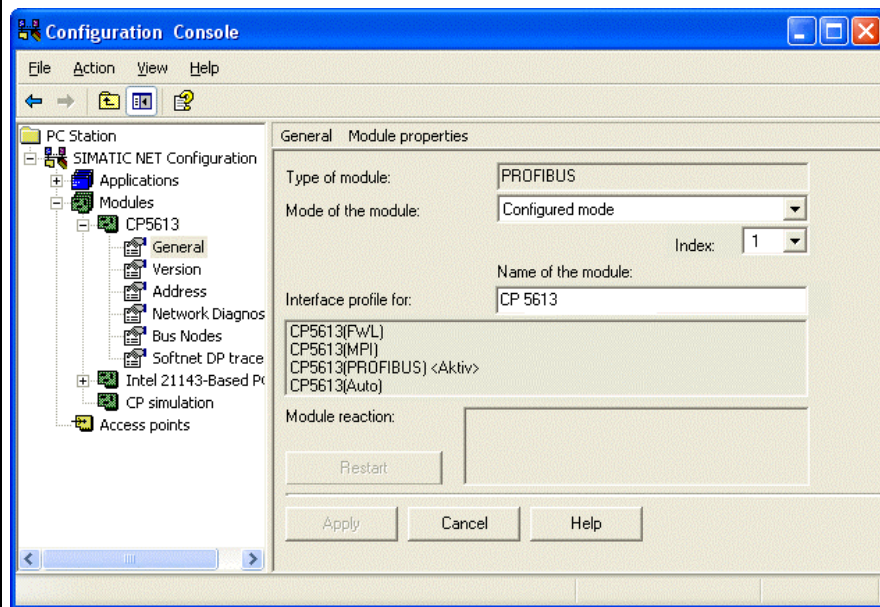 Configuration Console
File Action View Help
PC Station
SIMATIC NET Configuration
Applications
Modules
CP5613
General
Version
Address
Network Diagnos
Bus Nodes
Softnet DP trace
Intel 21143-Based P
CP simulation
Access points
General Module properties
Type of module: PROFIBUS
Mode of the module: Configured mode
Index: 1
Name of the module:
Interface profile for: CP 5613
CP5613(FWL)
CP5613(MPI)
CP5613(PROFIBUS) <Aktiv>
CP5613(Auto)
Module reaction:
Restart
Apply Cancel Help